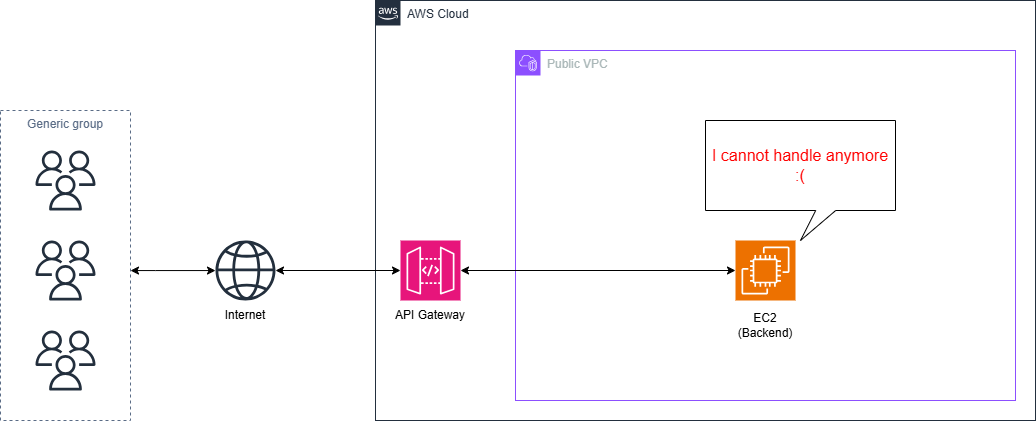 aws
AWS Cloud
Public VPC
Generic group
I cannot handle anymore
:(
</>
Internet
API Gateway
EC2
(Backend)